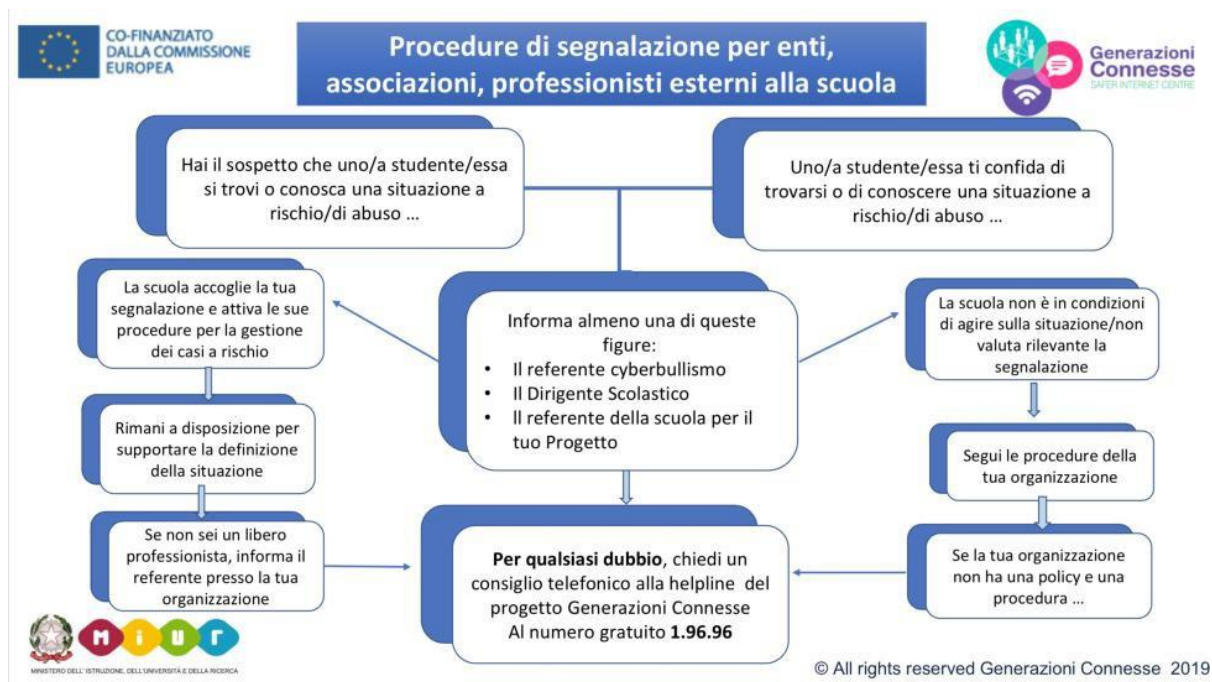 CO-FINANZIATO
DALLA COMMISSIONE
EUROPEA
Procedure di segnalazione per enti,
associazioni, professionisti esterni alla scuola
Generazioni
Connesse
SAFER INTERNET CENTRE
Hai il sospetto che uno/a studente/essa
si trovi o conosca una situazione a
rischio/di abuso ...
Uno/a studente/essa ti confida di
trovarsi o di conoscere una situazione a
rischio/di abuso ...
La scuola accoglie la tua
segnalazione e attiva le sue
procedure per la gestione
dei casi a rischio
Informa almeno una di queste
figure:
• Il referente cyberbullismo
• Il Dirigente Scolastico
• Il referente della scuola per il
tuo Progetto
La scuola non è in condizioni
di agire sulla situazione/non
valuta rilevante la
segnalazione
Rimani a disposizione per
supportare la definizione
della situazione
Segui le procedure della
tua organizzazione
Se non sei un libero
professionista, informa il
referente presso la tua
organizzazione
Per qualsiasi dubbio, chiedi un
consiglio telefonico alla helpline del
progetto Generazioni Connesse
Al numero gratuito 1.96.96
Se la tua organizzazione
non ha una policy e una
procedura ...
MIUR
MINISTERO DELL' ISTRUZIONE, DELL'UNIVERSITÀ E DELLA RICERCA
© All rights reserved Generazioni Connesse 2019